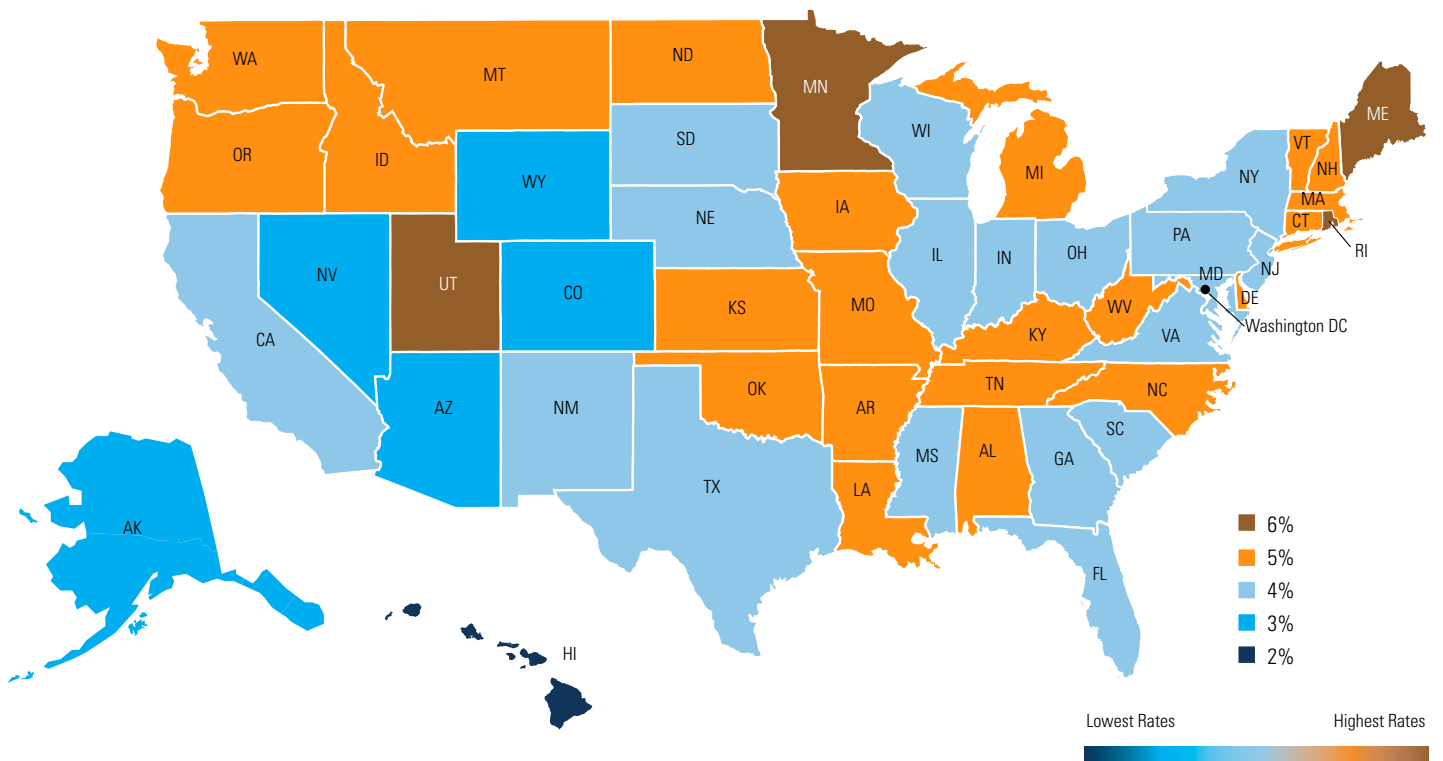 WA
MT
ND
MN
ME
OR
ID
WY
SD
WI
MI
VT
NH
NY
MA
CT
RI
NV
UT
CO
NE
IA
IL
IN
OH
PA
NJ
MD
DE
Washington DC
CA
KS
MO
KY
WV
VA
AZ
NM
OK
AR
TN
NC
TX
LA
MS
AL
GA
SC
FL
AK
HI
6%
5%
4%
3%
2%
Lowest Rates
Highest Rates